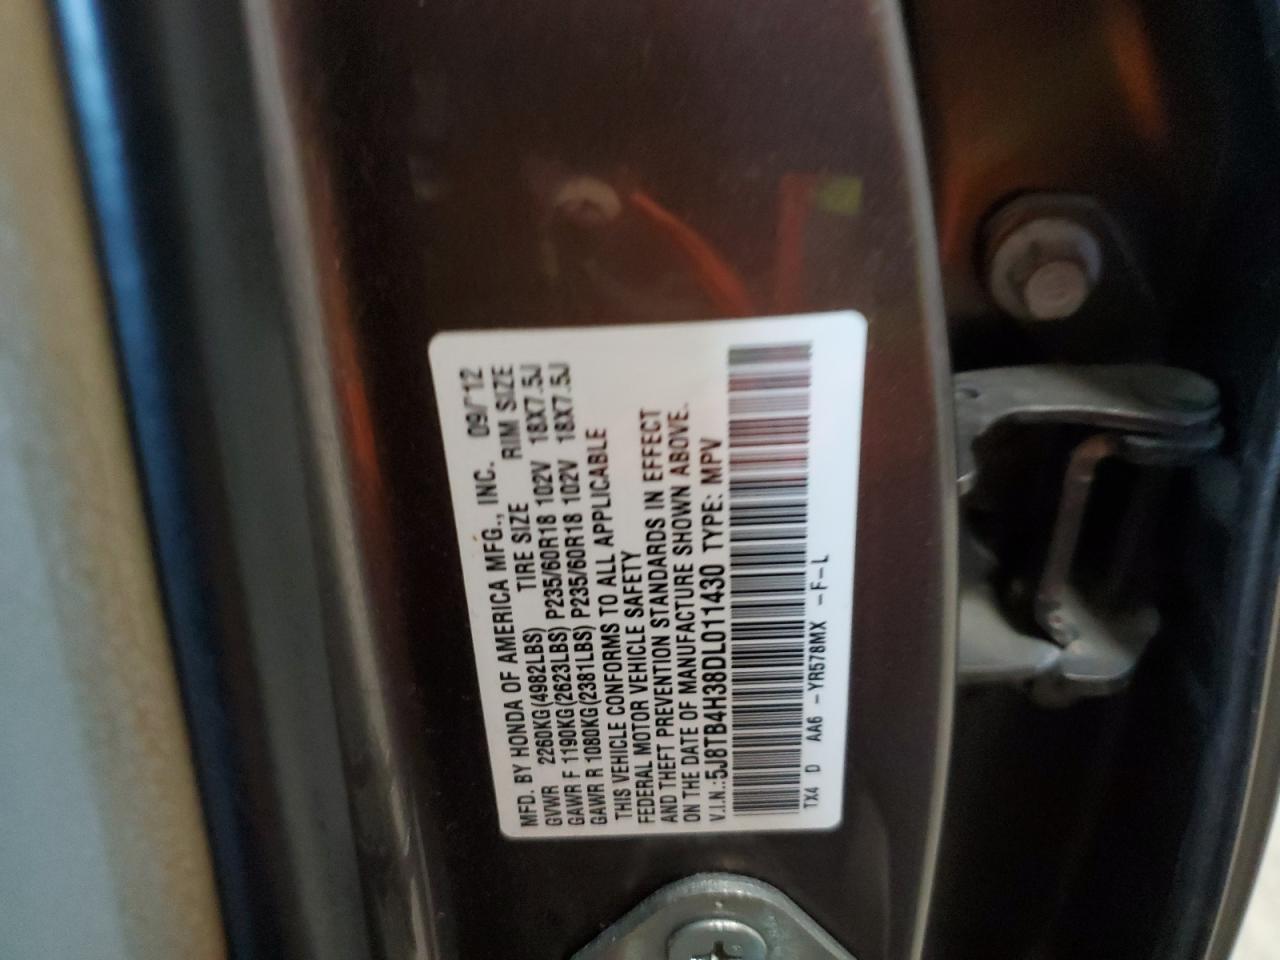 MFD. BY HONDA OF AMERICA MFG., INC. 09/12
GVWR 2260KG(4982LBS) TIRE SIZE RIM SIZE
GAWR F 1190KG(2623LBS) P235/60R18 102V 18X7.5J
GAWR R 1080KG(2381LBS) P235/60R18 102V 18X7.5J
THIS VEHICLE CONFORMS TO ALL APPLICABLE
FEDERAL MOTOR VEHICLE SAFETY
AND THEFT PREVENTION STANDARDS IN EFFECT
ON THE DATE OF MANUFACTURE SHOWN ABOVE.
V.I.N.:5J8TB4H38DL011430 TYPE: MPV
TX4 D AA6 -YR578MX -F-L